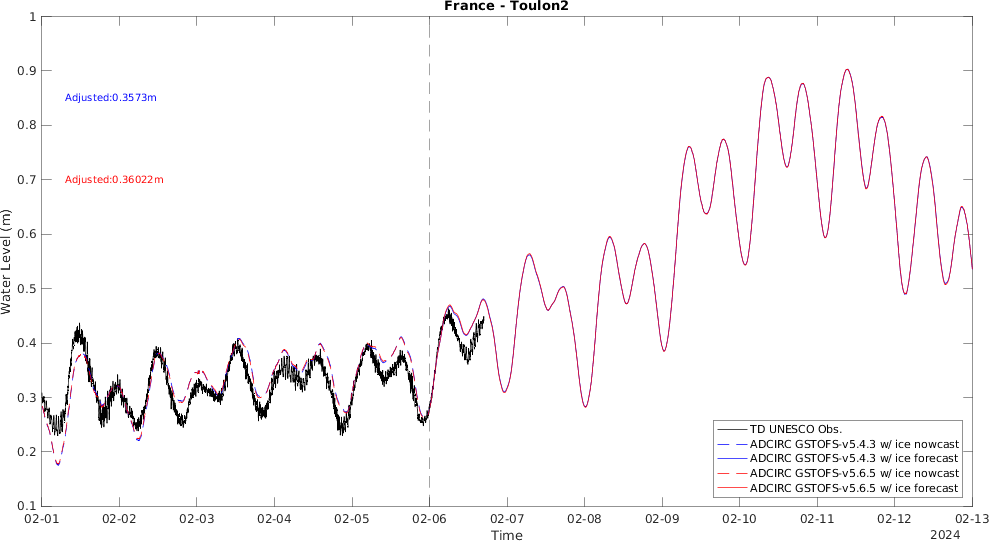 France - Toulon2
Water Level (m)
1
0.9
0.8
0.7
0.6
0.5
0.4
0.3
0.2
0.1
Adjusted:0.3573m
Adjusted:0.36022m
TD UNESCO Obs.
ADCIRC GSTOFS-v5.4.3 w/ ice nowcast
ADCIRC GSTOFS-v5.4.3 w/ ice forecast
ADCIRC GSTOFS-v5.6.5 w/ ice nowcast
ADCIRC GSTOFS-v5.6.5 w/ ice forecast
02-01 02-02 02-03 02-04 02-05 02-06 02-07 02-08 02-09 02-10 02-11 02-12 02-13
Time
2024